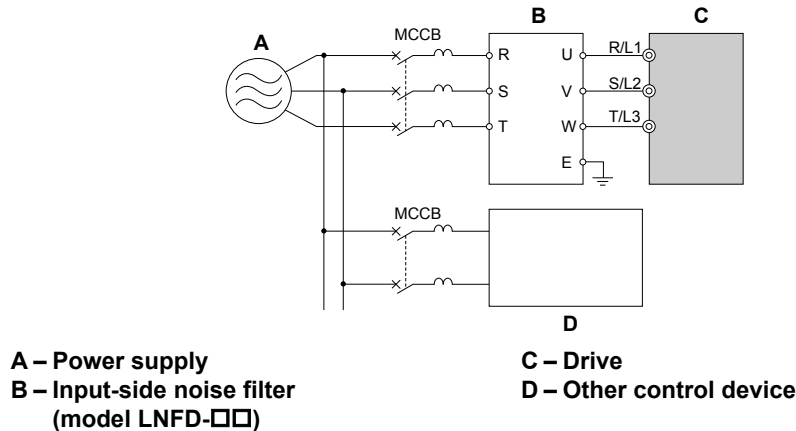 B
C
A
MCCB
R
U
R/L1
S
V
S/L2
T
W
T/L3
E
MCCB
D
A – Power supply
B – Input-side noise filter
(model LNFD-□□)
C – Drive
D – Other control device